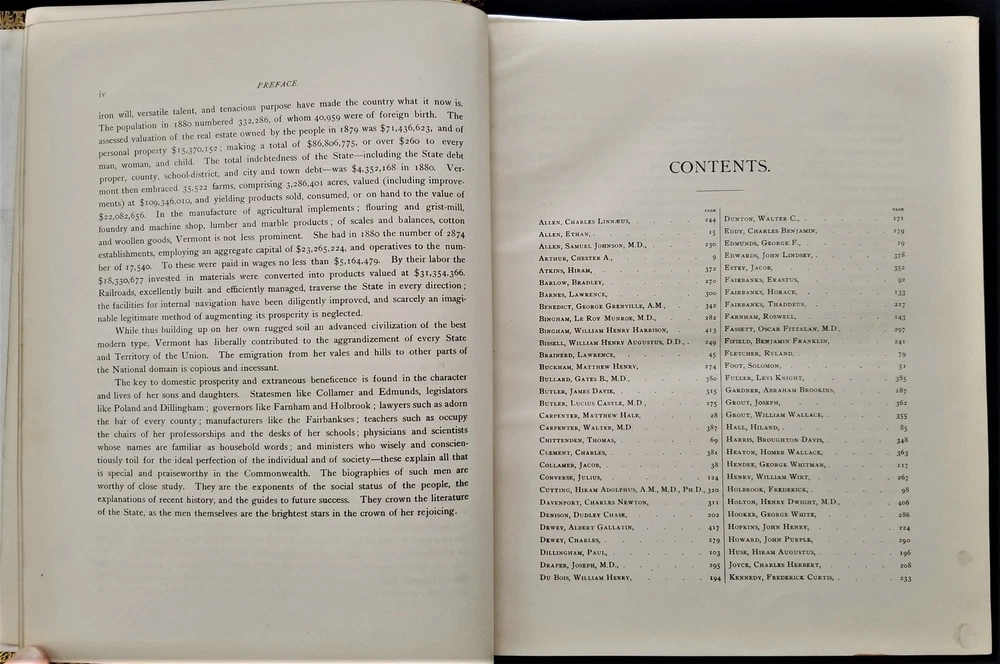 iv
PREFACE.
iron will, versatile talent, and tenacious purpose have made the country what it now is.
The population in 1880 numbered 332,286, of whom 40,959 were of foreign birth. The
assessed valuation of the real estate owned by the people in 1879 was $71,436,623, and of
personal property $15,370,152; making a total of $86,806,775, or over $260 to every
man, woman, and child. The total indebtedness of the State—including the State debt
proper, county, school-district, and city and town debt—was $4,352,168 in 1880. Ver-
mont then embraced 35,522 farms, comprising 3,286,401 acres, valued (including improve-
ments) at $109,346,010, and yielding products sold, consumed, or on hand to the value of
$22,082,656. In the manufacture of agricultural implements; flouring and grist-mill,
foundry and machine shop, lumber and marble products; of scales and balances, cotton
and woollen goods, Vermont is not less prominent. She had in 1880 the number of 2874
establishments, employing an aggregate capital of $23,265,224, and operatives to the num-
ber of 17,540. To these were paid in wages no less than $5,164,479. By their labor the
$18,330,677 invested in materials were converted into products valued at $31,354,366.
Railroads, excellently built and efficiently managed, traverse the State in every direction;
the facilities for internal navigation have been diligently improved, and scarcely an imagi-
nable legitimate method of augmenting its prosperity is neglected.
While thus building up on her own rugged soil an advanced civilization of the best
modern type, Vermont has liberally contributed to the aggrandizement of every State
and Territory of the Union. The emigration from her vales and hills to other parts of
the National domain is copious and incessant.
The key to domestic prosperity and extraneous beneficence is found in the character
and lives of her sons and daughters. Statesmen like Collamer and Edmunds, legislators
like Poland and Dillingham; governors like Farnham and Holbrook; lawyers such as adorn
the bar of every county; manufacturers like the Fairbankses; teachers such as occupy
the chairs of her professorships and the desks of her schools; physicians and scientists
whose names are familiar as household words; and ministers who wisely and conscien-
tiously toil for the ideal perfection of the individual and of society—these explain all that
is special and praiseworthy in the Commonwealth. The biographies of such men are
worthy of close study. They are the exponents of the social status of the people, the
explanations of recent history, and the guides to future success. They crown the literature
of the State, as the men themselves are the brightest stars in the crown of her rejoicing.
CONTENTS.
PAGE
ALLEN, CHARLES LINNÆUS, 244
ALLEN, ETHAN, 15
ALLEN, SAMUEL JOHNSON, M.D., 230
ARTHUR, CHESTER A., 9
ATKINS, HIRAM, 372
BARLOW, BRADLEY, 270
BARNES, LAWRENCE, 300
BENEDICT, GEORGE GRENVILLE, A.M., 342
BINGHAM, LE ROY MUNROE, M.D., 282
BINGHAM, WILLIAM HENRY HARRISON, 413
BISSELL, WILLIAM HENRY AUGUSTUS, D.D., 249
BRAINERD, LAWRENCE, 45
BUCKHAM, MATTHEW HENRY, 274
BULLARD, GATES B., M.D., 380
BUTLER, JAMES DAVIE, 315
BUTLER, LUCIUS CASTLE, M.D., 275
CARPENTER, MATTHEW HALE, 28
CARPENTER, WALTER, M.D. 387
CHITTENDEN, THOMAS, 69
CLEMENT, CHARLES, 382
COLLAMER, JACOB, 38
CONVERSE, JULIUS, 124
CUTTING, HIRAM ADOLPHUS, A.M., M.D., PH.D., 320
DAVENPORT, CHARLES NEWTON, 311
DENISON, DUDLEY CHASE, 202
DEWEY, ALBERT GALLATIN, 417
DEWEY, CHARLES, 279
DILLINGHAM, PAUL, 103
DRAPER, JOSEPH, M.D., 295
DU BOIS, WILLIAM HENRY, 194
PAGE
DUNTON, WALTER C., 171
EDDY, CHARLES BENJAMIN, 179
EDMUNDS, GEORGE F., 19
EDWARDS, JOHN LINDSEY, 378
ESTEY, JACOB, 352
FAIRBANKS, ERASTUS, 92
FAIRBANKS, HORACE, 133
FAIRBANKS, THADDEUS, 217
FARNHAM, ROSWELL, 143
FASSETT, OSCAR FITZALAN, M.D., 297
FIFIELD, BENJAMIN FRANKLIN, 241
FLETCHER, RYLAND, 79
FOOT, SOLOMON, 51
FULLER, LEVI KNIGHT, 385
GARDNER, ABRAHAM BROOKINS, 187
GROUT, JOSEPH, 362
GROUT, WILLIAM WALLACE, 355
HALL, HILAND, 85
HARRIS, BROUGHTON DAVIS, 348
HEATON, HOMER WALLACE, 363
HENDEE, GEORGE WHITMAN, 117
HENRY, WILLIAM WIRT, 267
HOLBROOK, FREDERICK, 98
HOLTON, HENRY DWIGHT, M.D., 406
HOOKER, GEORGE WHITE, 286
HOPKINS, JOHN HENRY, 224
HOWARD, JOHN PURPLE, 290
HUSE, HIRAM AUGUSTUS, 196
JOYCE, CHARLES HERBERT, 208
KENNEDY, FREDERICK CURTIS, 233